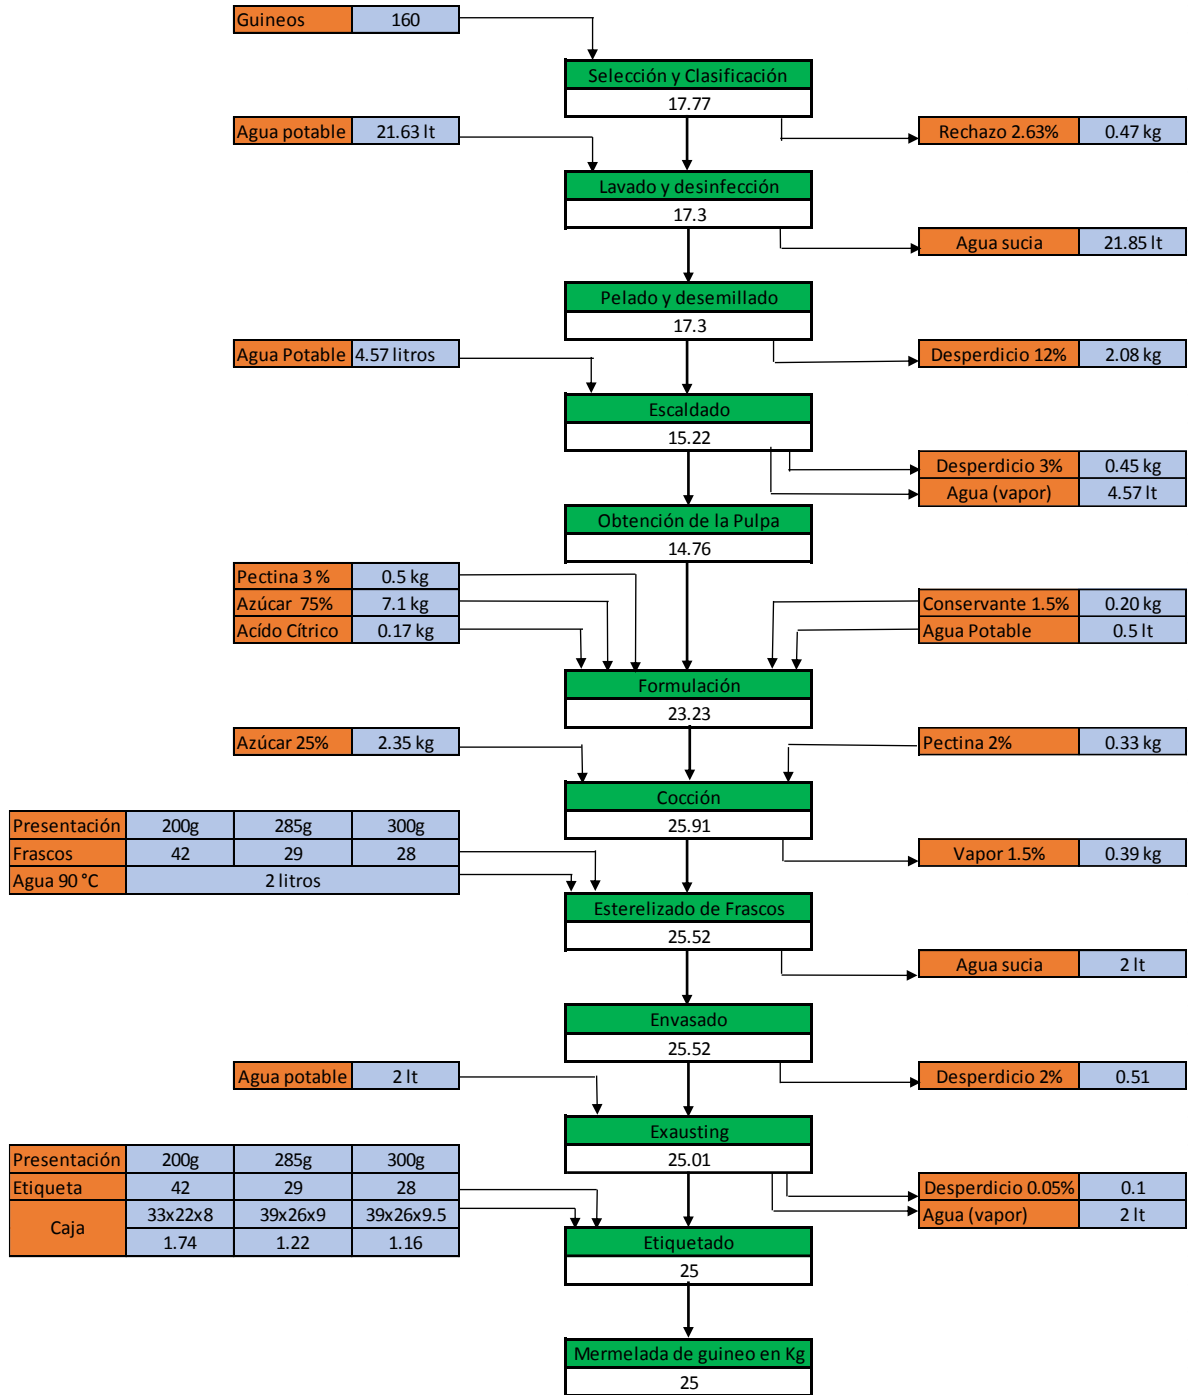 Guineos 160
Selección y Clasificación
17.77
Agua potable 21.63 lt
Rechazo 2.63% 0.47 kg
Lavado y desinfección
17.3
Agua sucia 21.85 lt
Pelado y desemillado
17.3
Agua Potable 4.57 litros
Desperdicio 12% 2.08 kg
Escaldado
15.22
Desperdicio 3% 0.45 kg
Agua (vapor) 4.57 lt
Obtención de la Pulpa
14.76
Pectina 3 % 0.5 kg
Azúcar 75% 7.1 kg
Acído Cítrico 0.17 kg
Conservante 1.5% 0.20 kg
Agua Potable 0.5 lt
Formulación
23.23
Azúcar 25% 2.35 kg
Pectina 2% 0.33 kg
Cocción
25.91
Presentación 200g 285g 300g
Frascos 42 29 28
Agua 90 °C 2 litros
Vapor 1.5% 0.39 kg
Esterelizado de Frascos
25.52
Agua sucia 2 lt
Envasado
25.52
Agua potable 2 lt
Desperdicio 2% 0.51
Exausting
25.01
Presentación 200g 285g 300g
Etiqueta 42 29 28
Caja 33x22x8 39x26x9 39x26x9.5
1.74 1.22 1.16
Desperdicio 0.05% 0.1
Agua (vapor) 2 lt
Etiquetado
25
Mermelada de guineo en Kg
25